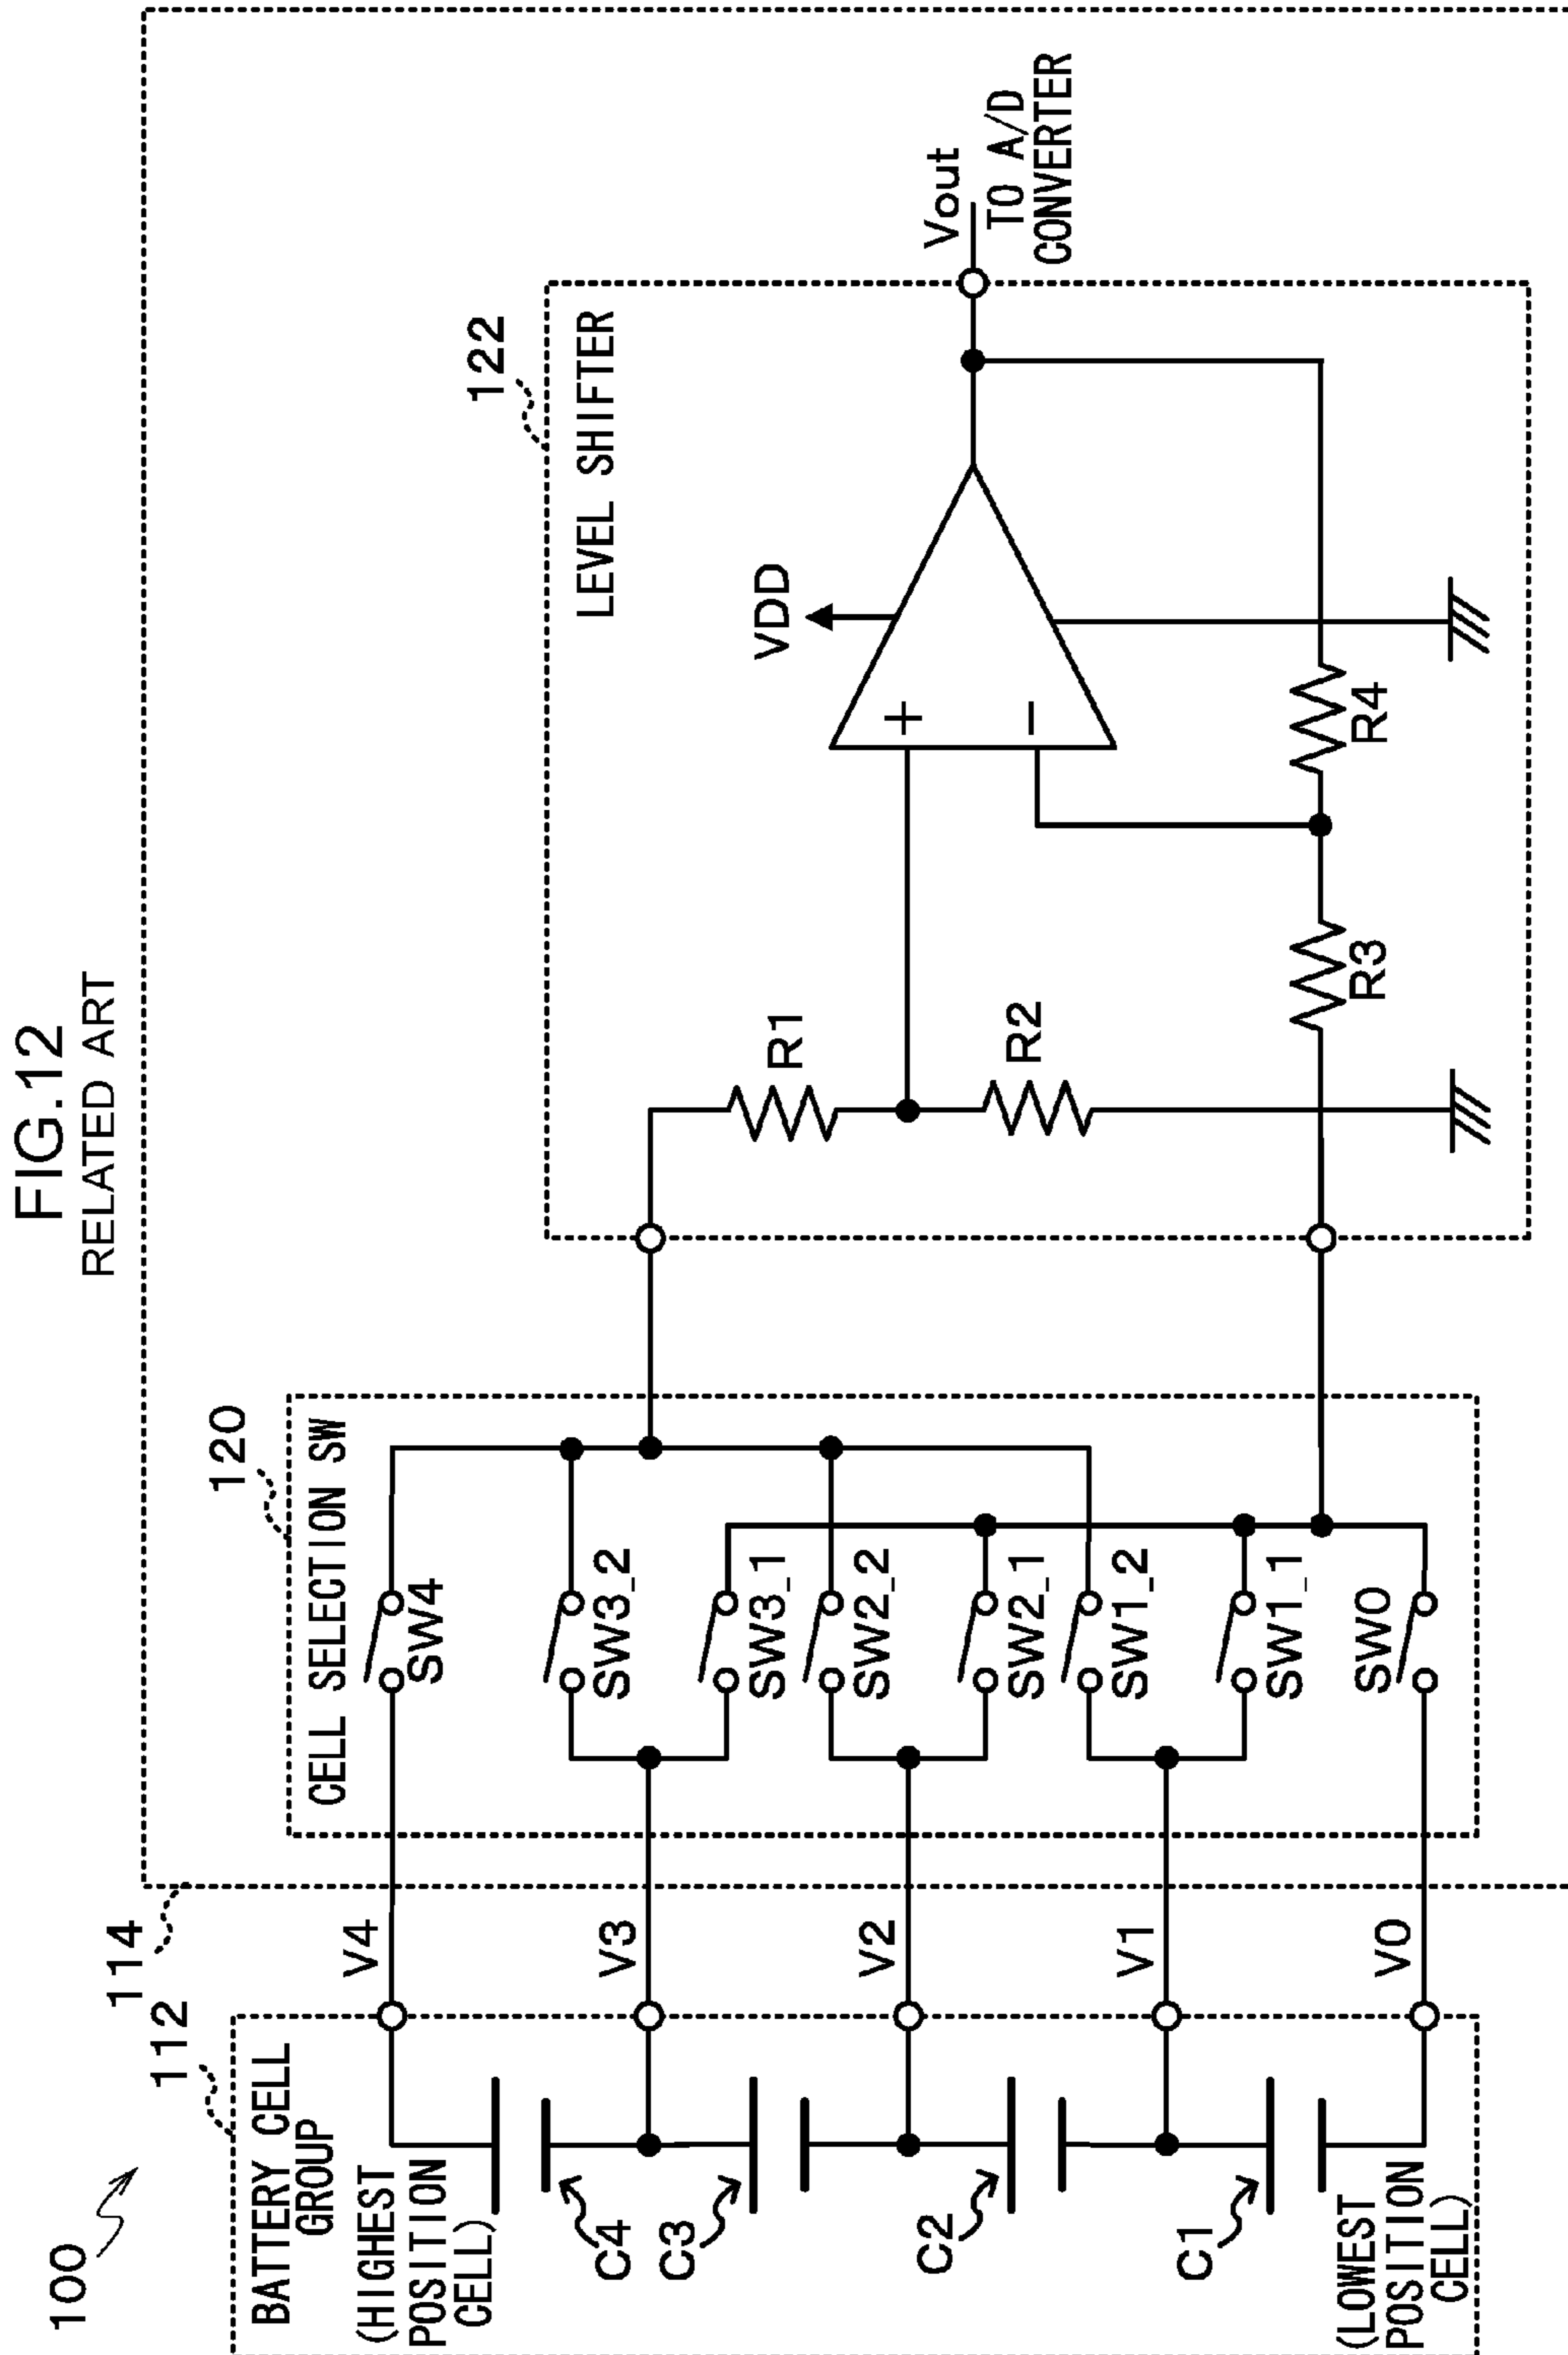 FIG.12
RELATED ART
100
112
114
120
122
BATTERY CELL
GROUP
(HIGHEST
POSITION
CELL)
C4
C3
C2
C1
(LOWEST
POSITION
CELL)
V4
V3
V2
V1
V0
CELL SELECTION SW
SW4
SW3_2
SW3_1
SW2_2
SW2_1
SW1_2
SW1_1
SW0
LEVEL SHIFTER
R1
R2
R3
R4
VDD
+
−
Vout
TO A/D
CONVERTER